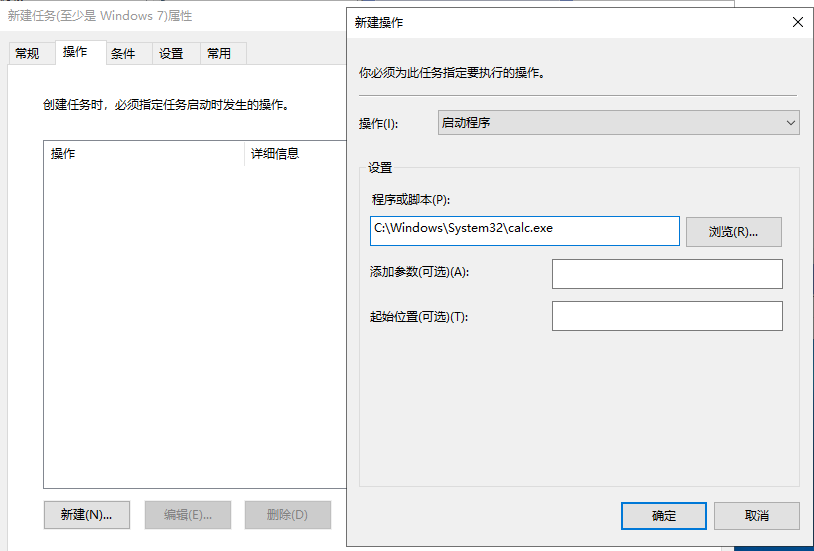 新建任务(至少是 Windows 7)属性
常规
操作
条件
设置
常用
创建任务时，必须指定任务启动时发生的操作。
操作
详细信息
新建(N)...
编辑(E)...
删除(D)
新建操作
你必须为此任务指定要执行的操作。
操作(I):
启动程序
设置
程序或脚本(P):
C:\Windows\System32\calc.exe
浏览(R)...
添加参数(可选)(A):
起始位置(可选)(T):
确定
取消